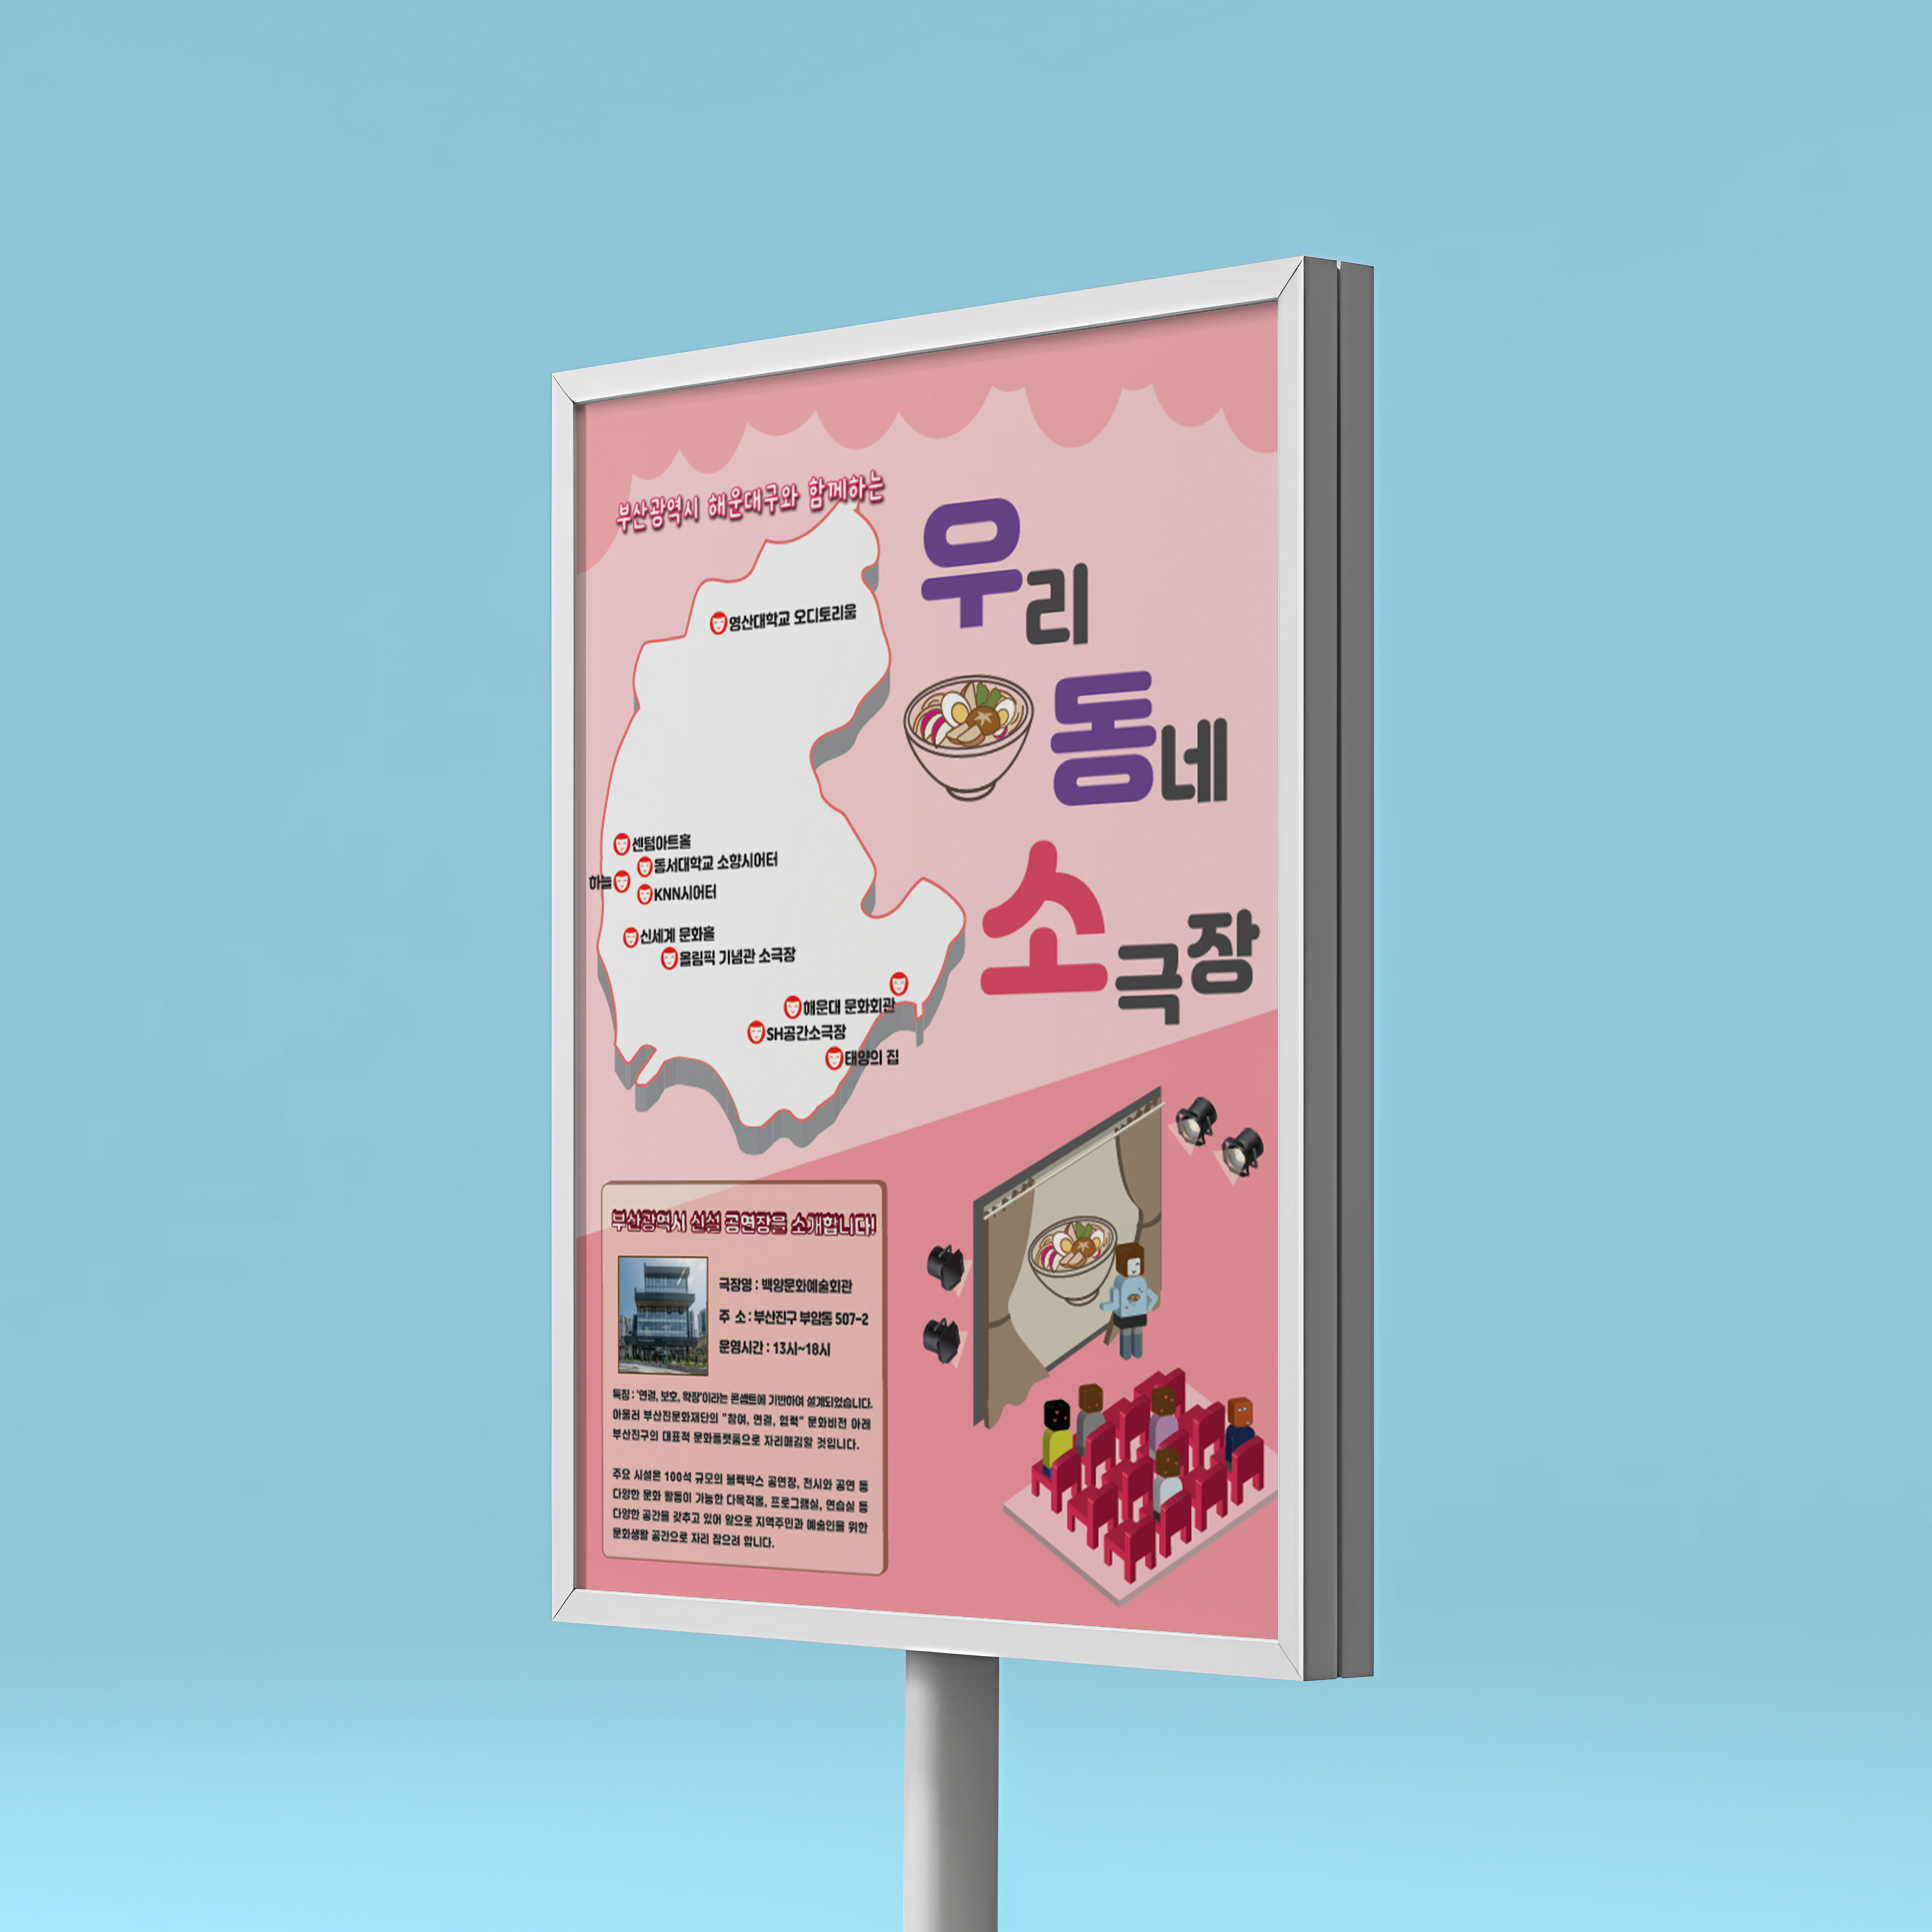 부산광역시 해운대구와 함께하는
우리
동네
소극장
영산대학교 오디토리움
센텀아트홀
동서대학교 소향시어터
하늘
KNN시어터
신세계 문화홀
올림픽 기념관 소극장
해운대 문화회관
SH공간소극장
태양의 집
부산광역시 신설 공연장을 소개합니다!
극장명 : 백양문화예술회관
주 소 : 부산진구 부암동 507-2
운영시간 : 13시~18시
특징 : '연결, 보호, 확장'이라는 콘셉트에 기반하여 설계되었습니다.
아울러 부산진문화재단의 "참여, 연결, 협력" 문화비전 아래
부산진구의 대표적 문화플랫폼으로 자리매김할 것입니다.
주요 시설은 100석 규모의 블랙박스 공연장, 전시와 공연 등
다양한 문화 활동이 가능한 다목적홀, 프로그램실, 연습실 등
다양한 공간을 갖추고 있어 앞으로 지역주민과 예술인을 위한
문화생활 공간으로 자리 잡으려 합니다.